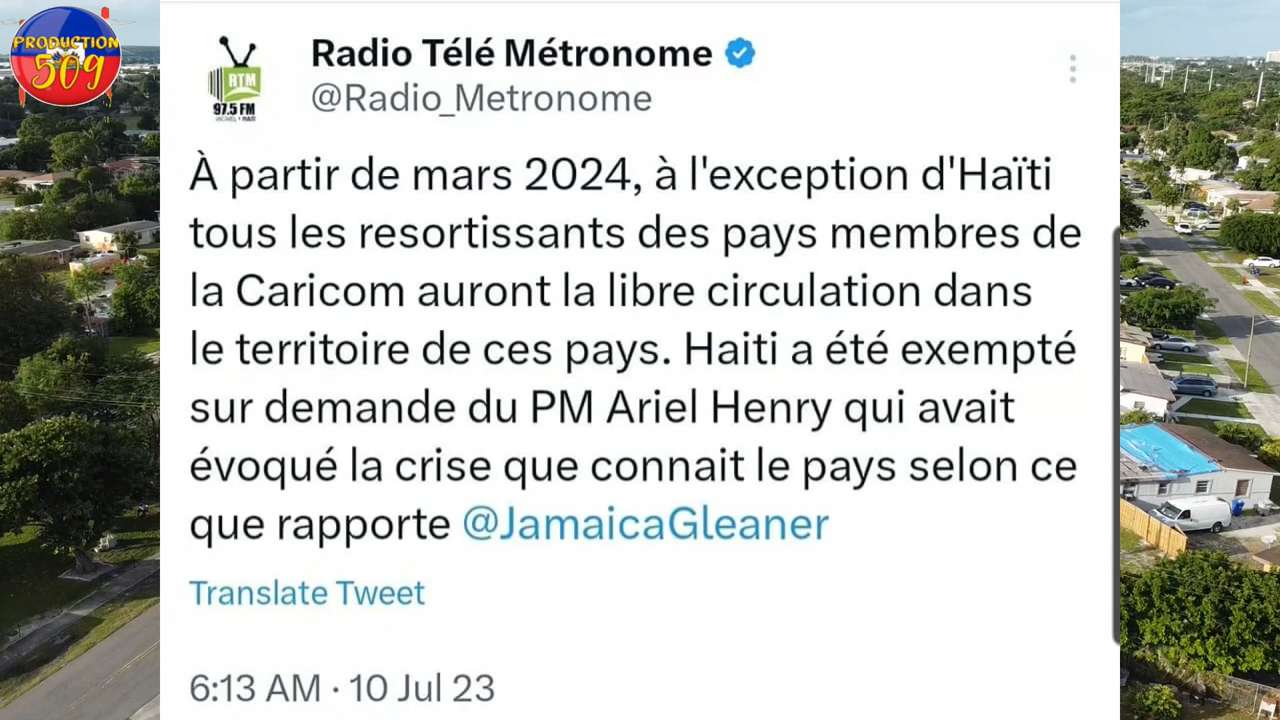 PRODUCTION
509
RTM
97.5 FM
Radio Télé Métronome
@Radio_Metronome
À partir de mars 2024, à l'exception d'Haïti
tous les resortissants des pays membres de
la Caricom auront la libre circulation dans
le territoire de ces pays. Haiti a été exempté
sur demande du PM Ariel Henry qui avait
évoqué la crise que connait le pays selon ce
que rapporte @JamaicaGleaner
Translate Tweet
6:13 AM · 10 Jul 23